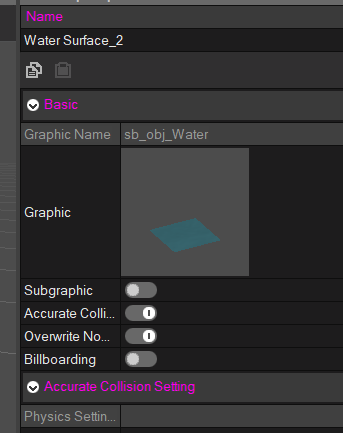 Name
Water Surface_2
Basic
Graphic Name sb_obj_Water
Graphic
Subgraphic
Accurate Colli...
Overwrite No...
Billboarding
Accurate Collision Setting
Physics Settin...